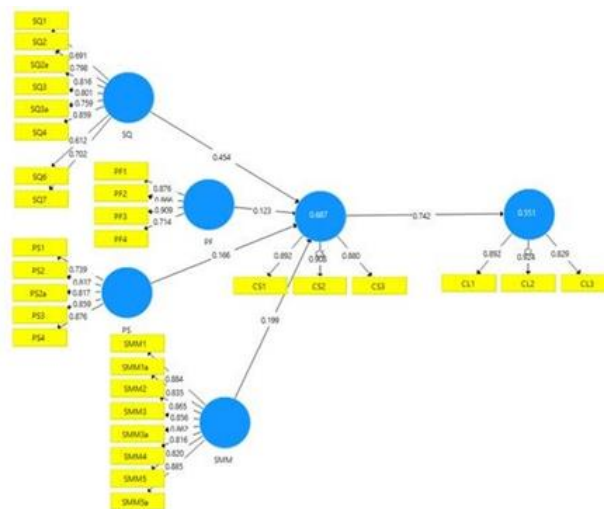 SQ1
SQ2
SQ2a
SQ3
SQ3a
SQ4
SQ6
SQ7
0.691
0.798
0.816
0.801
0.759
0.859
0.612
0.702
SQ
0.454
PF1
PF2
PF3
PF4
0.876
0.909
0.714
PF
0.123
0.687
0.742
0.551
0.892
0.880
CS1
CS2
CS3
0.892
0.829
CL1
CL2
CL3
PS1
PS2
PS2a
PS3
PS4
0.739
0.817
0.859
0.876
PS
0.166
0.199
SMM1
SMM1a
SMM2
SMM3
SMM3a
SMM4
SMM5
SMM5a
0.884
0.835
0.865
0.856
0.816
0.820
0.885
SMM